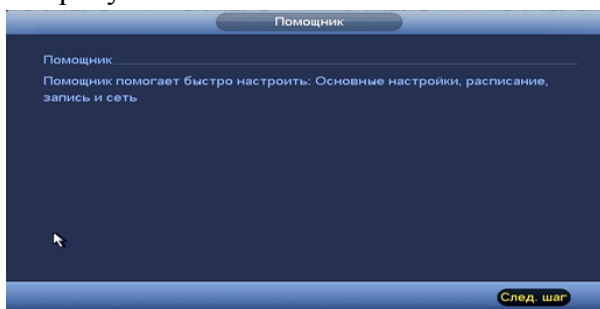 Помощник
Помощник
Помощник помогает быстро настроить: Основные настройки, расписание,
запись и сеть
След. шаг